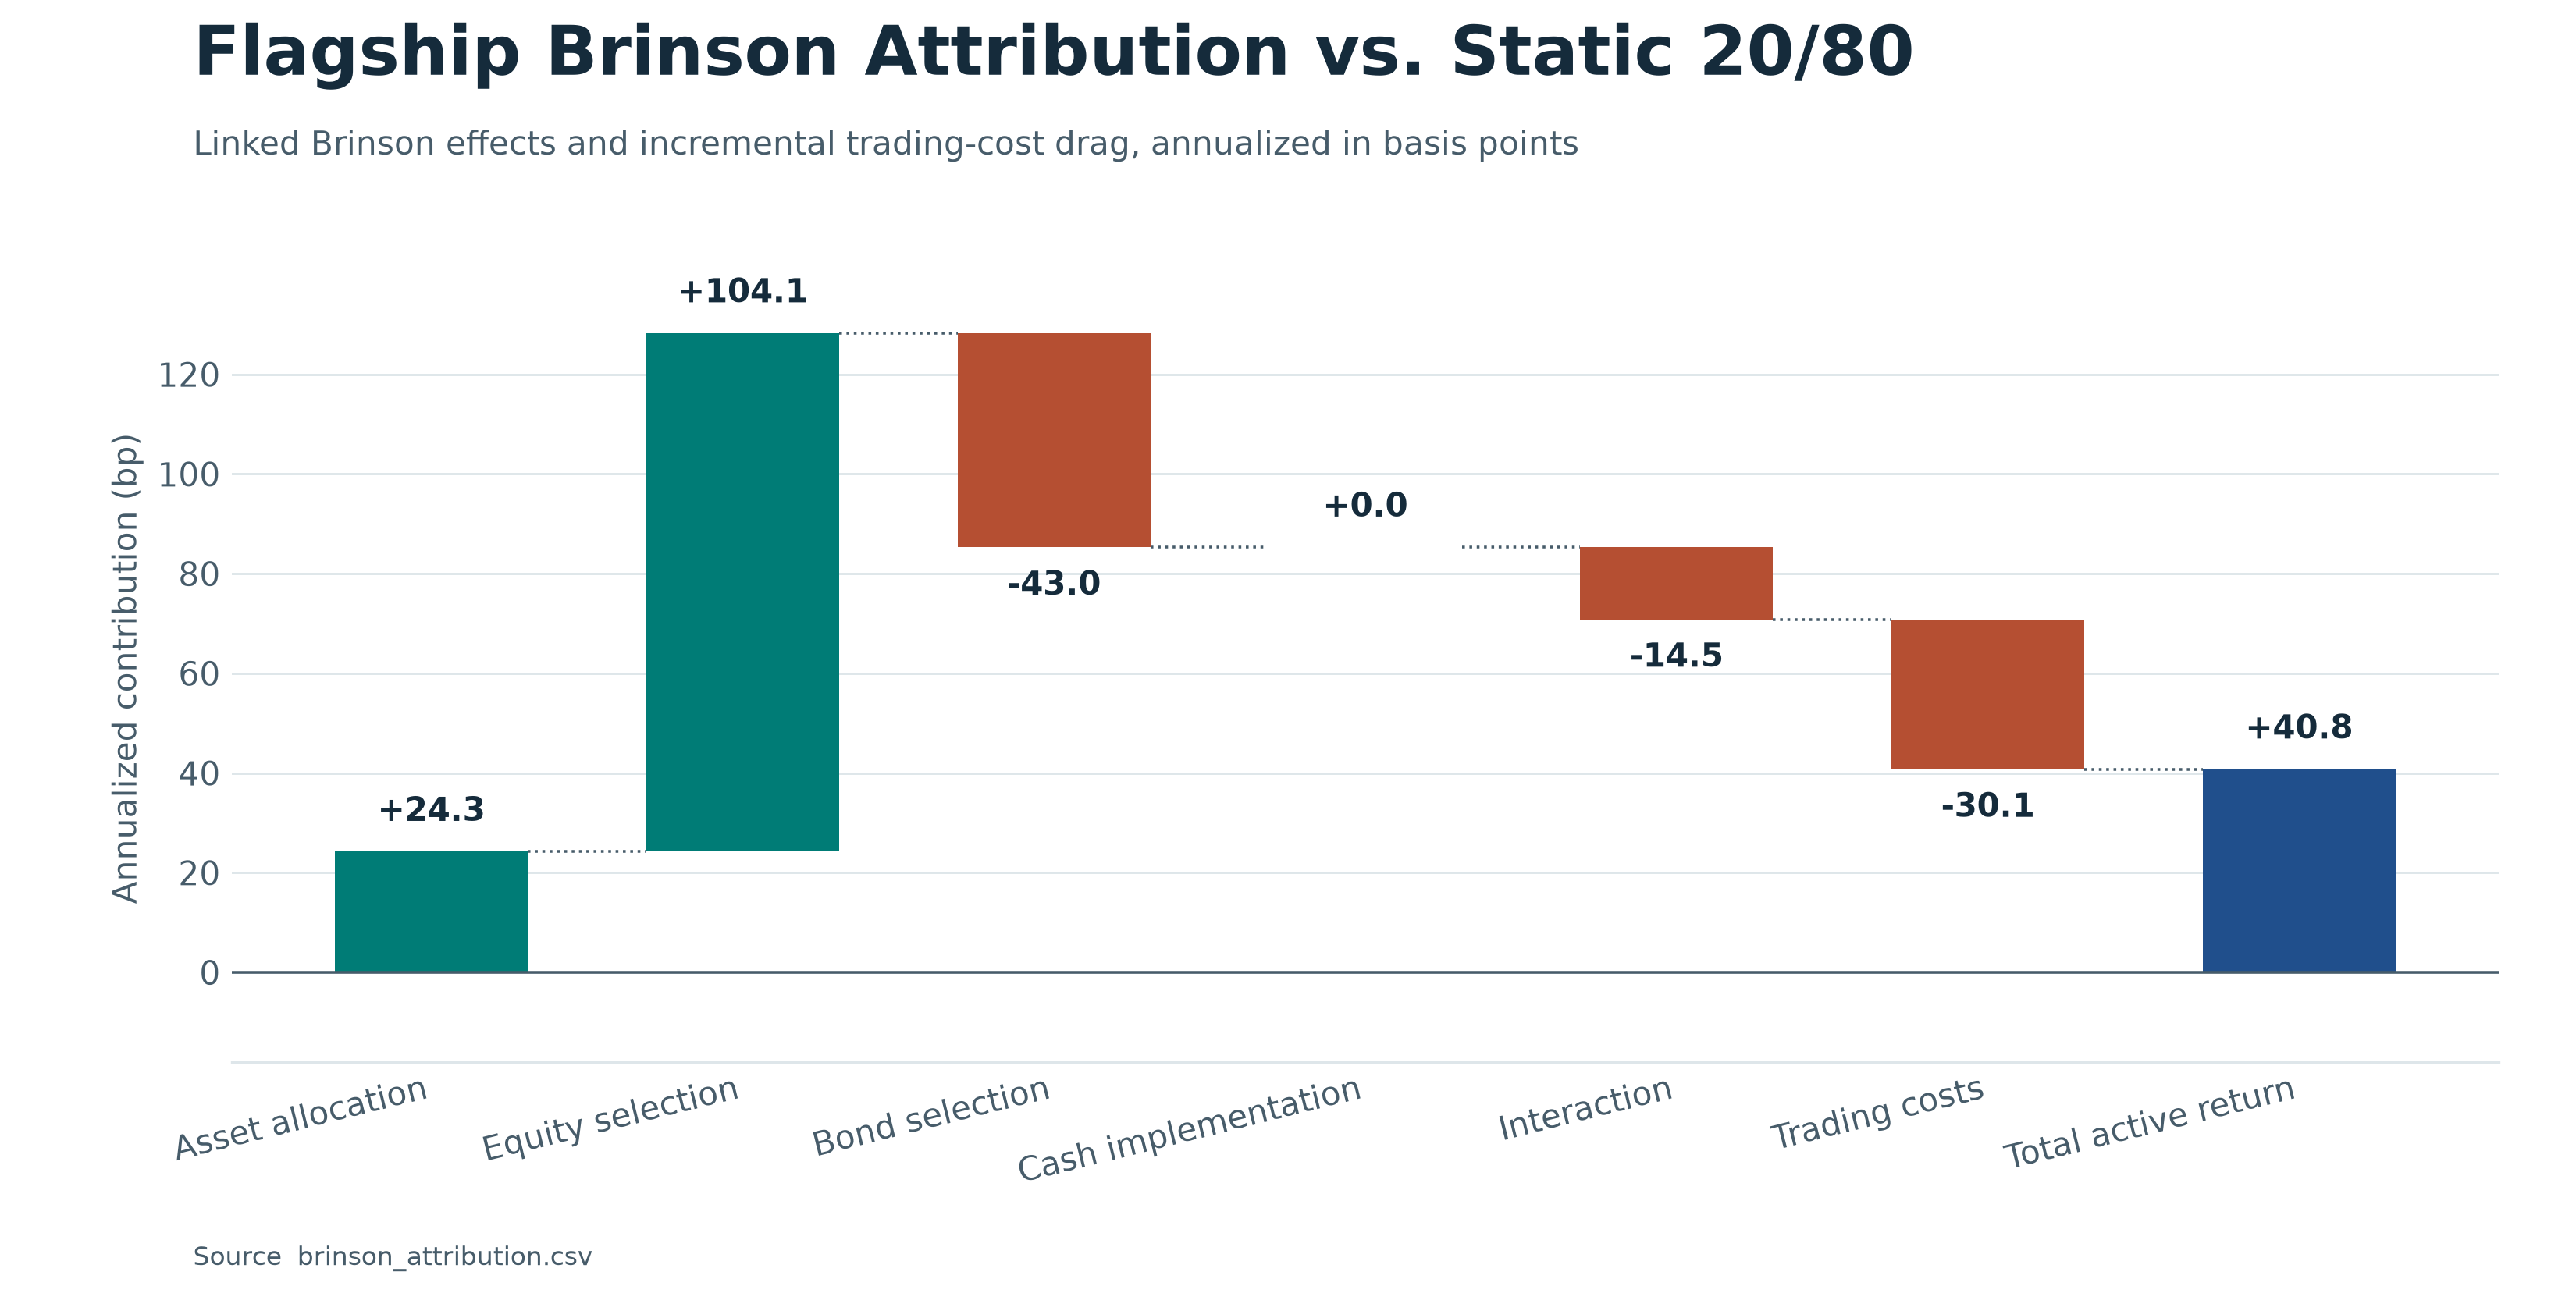 Flagship Brinson Attribution vs. Static 20/80
Linked Brinson effects and incremental trading-cost drag, annualized in basis points
Annualized contribution (bp)
120
100
80
60
40
20
0
+24.3
+104.1
-43.0
+0.0
-14.5
-30.1
+40.8
Asset allocation
Equity selection
Bond selection
Cash implementation
Interaction
Trading costs
Total active return
Source  brinson_attribution.csv